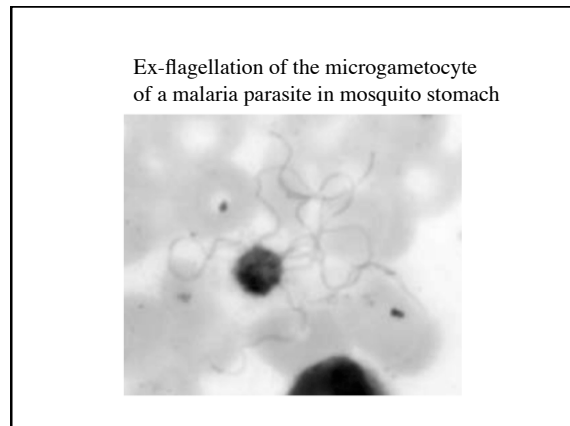 Ex-flagellation of the microgametocyte
of a malaria parasite in mosquito stomach